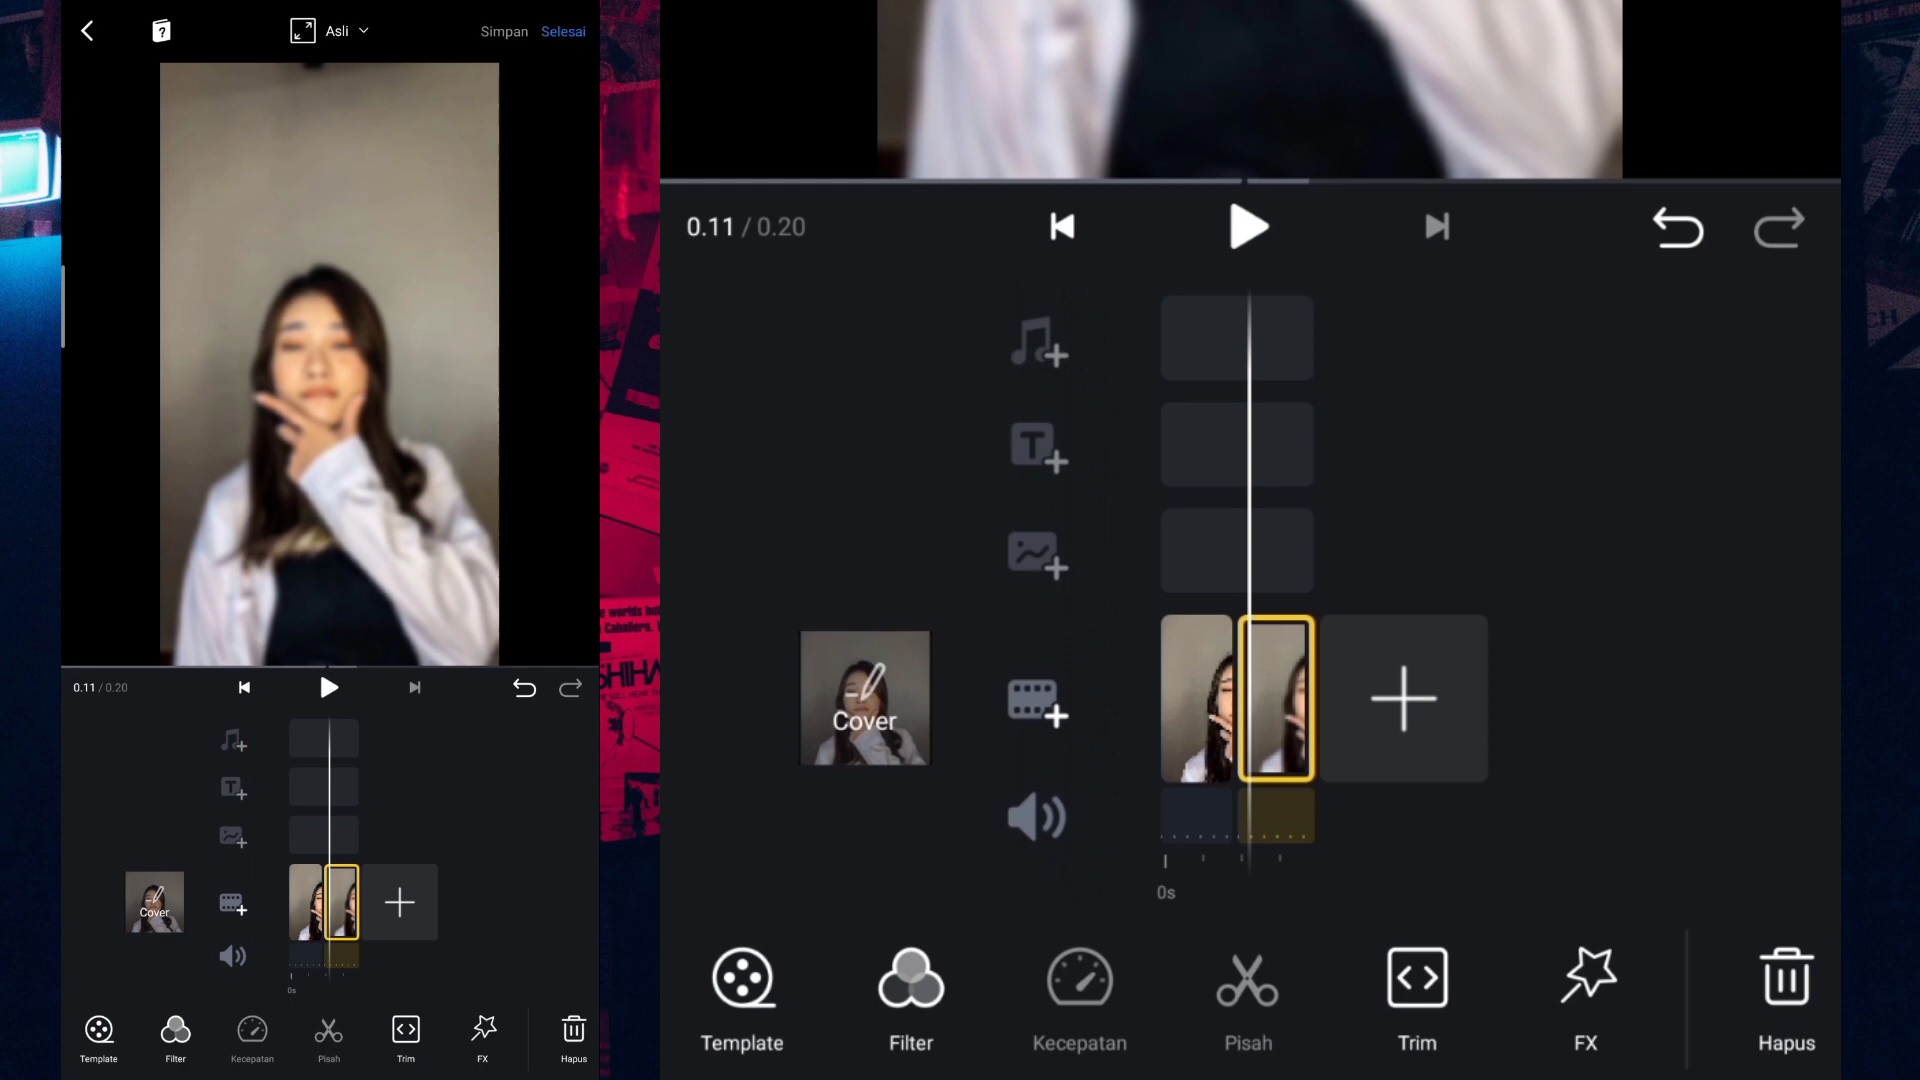 Asli
Simpan
Selesai
0.11 / 0.20
Cover
0s
Template
Filter
Kecepatan
Pisah
Trim
FX
Hapus
0.11 / 0.20
Cover
0s
Template
Filter
Kecepatan
Pisah
Trim
FX
Hapus